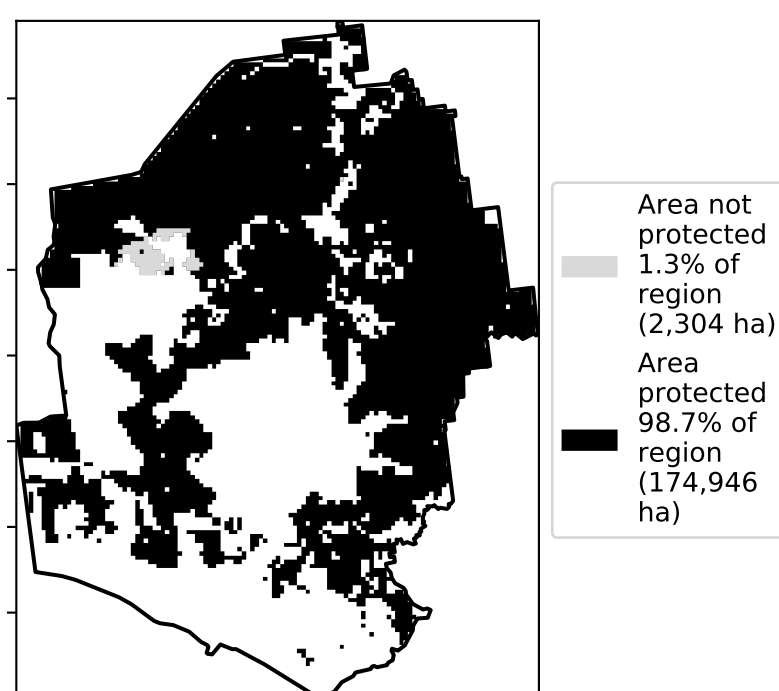 Area not
protected
1.3% of
region
(2,304 ha)
Area
protected
98.7% of
region
(174,946
ha)